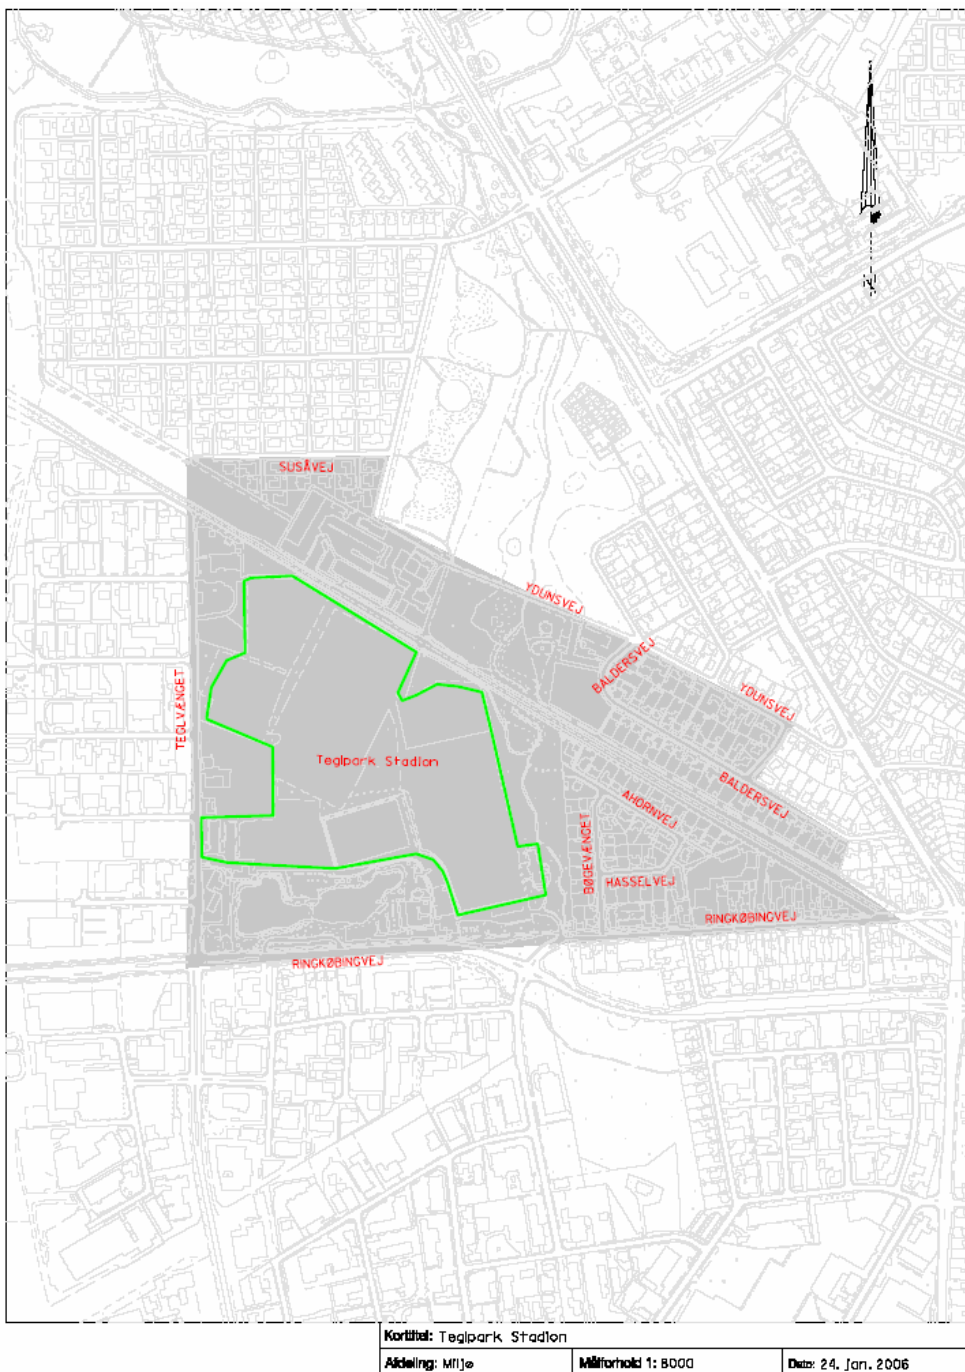 SUSÅVEJ
YDUNSVEJ
BALDERSVEJ
YDUNSVEJ
TEGLVÆNGET
Teglpark Stadion
BALDERSVEJ
AHORNVEJ
BØGEVÆNGET
HASSELVEJ
RINGKØBINGVEJ
RINGKØBINGVEJ
Korttitel: Teglpark Stadion
Afdeling: Miljø
Målforhold 1: 8000
Dato: 24. jan. 2006